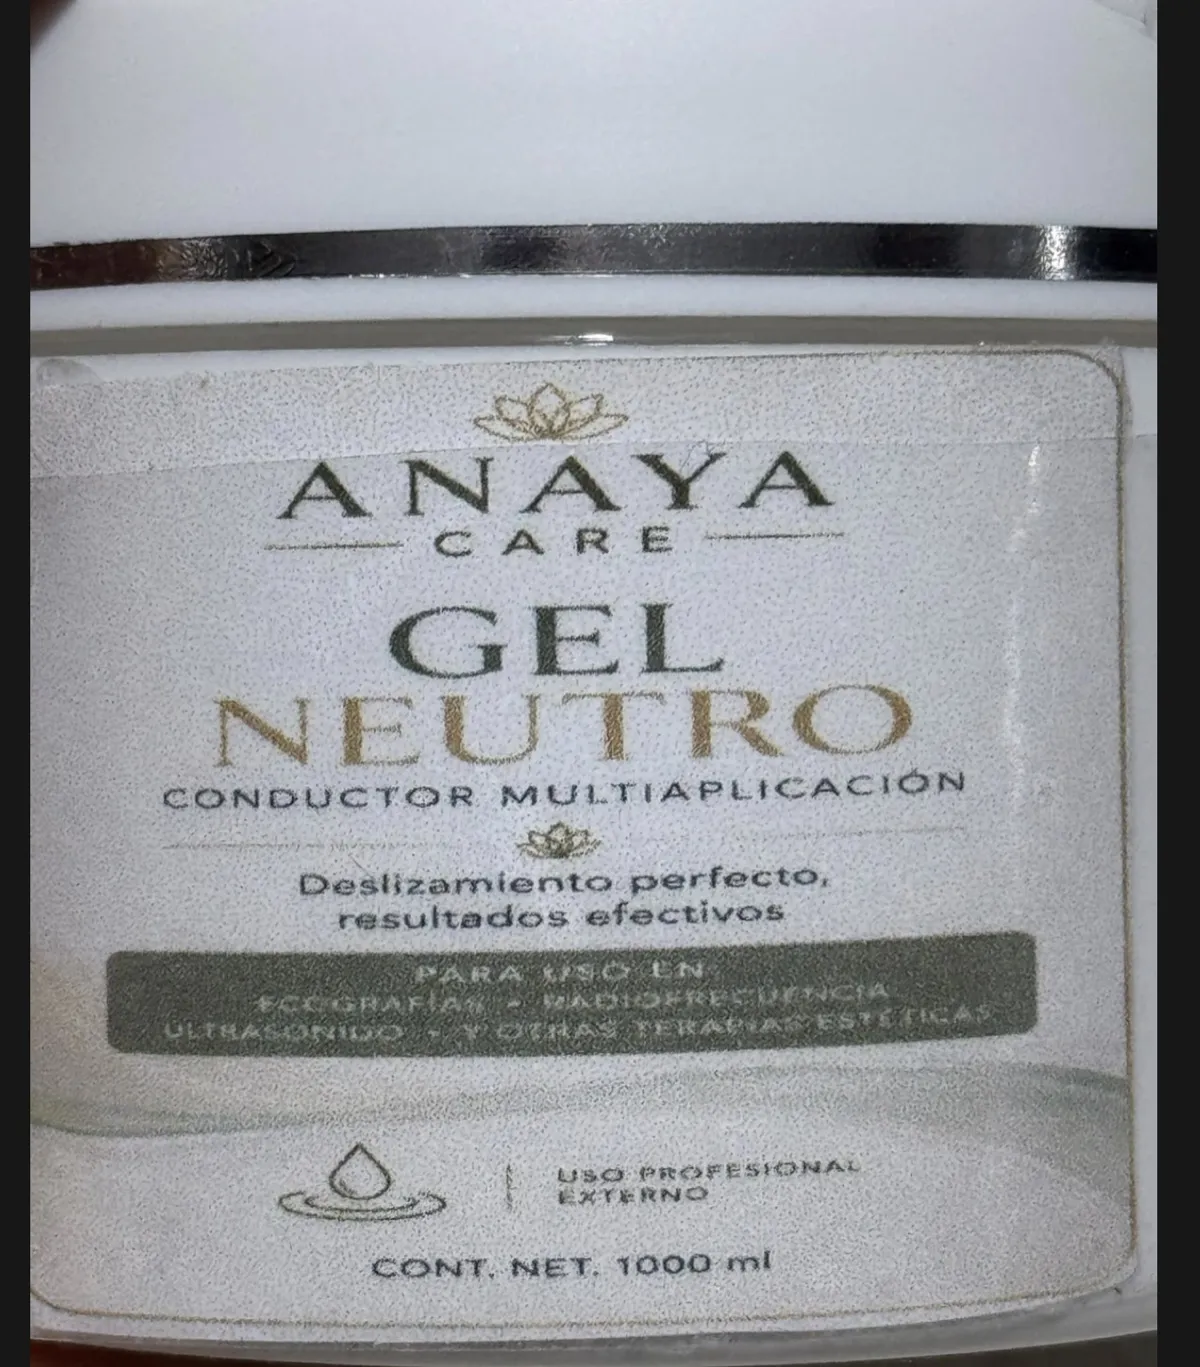 ANAYA
CARE
GEL
NEUTRO
CONDUCTOR MULTIAPLICACIÓN
Deslizamiento perfecto,
resultados efectivos
PARA USO EN
ECOGRAFÍAS • RADIOFRECUENCIA
ULTRASONIDO • Y OTRAS TERAPIAS ESTÉTICAS
USO PROFESIONAL
EXTERNO
CONT. NET. 1000 ml